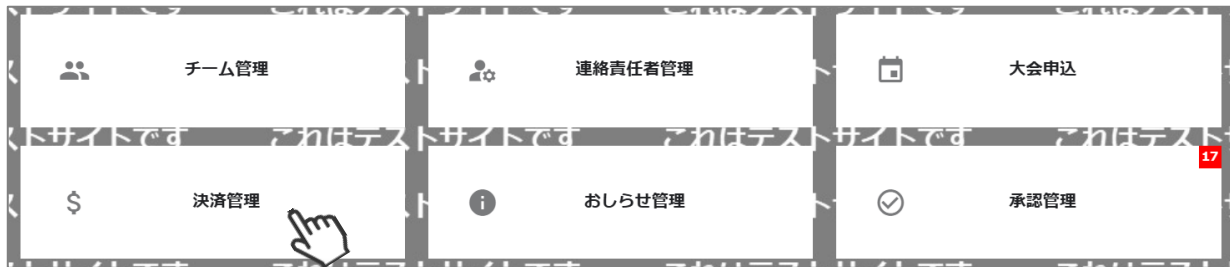 チーム管理
連絡責任者管理
大会申込
これはテストサイトです
17
決済管理
おしらせ管理
承認管理